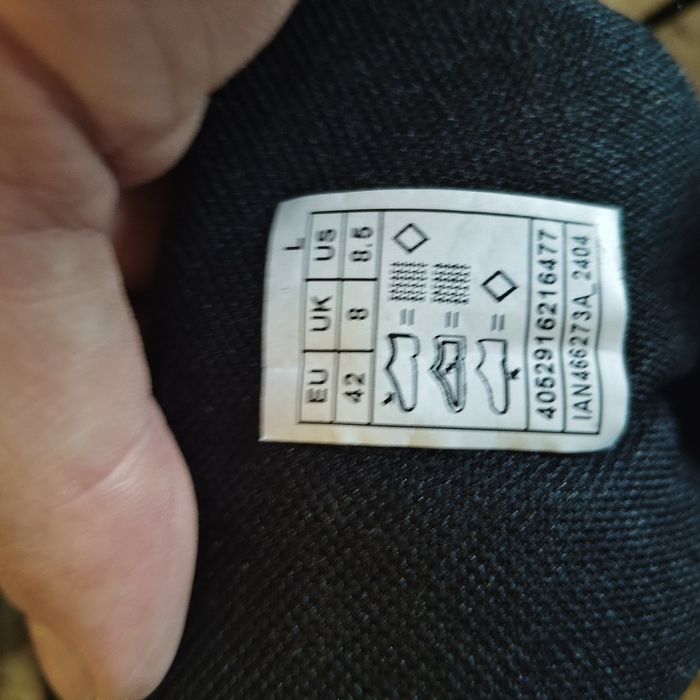 L
EU UK US
42 8 8.5
=
=
=
4052916216477
IAN466273A_2404